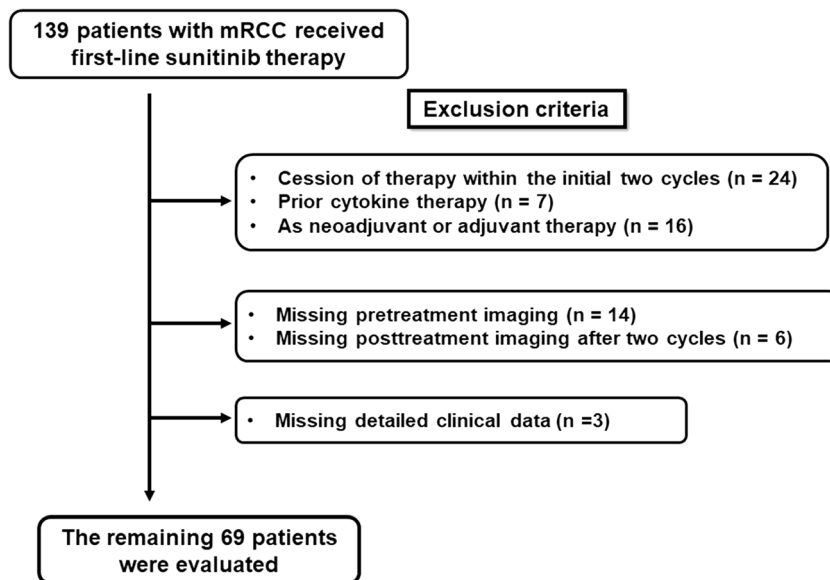 139 patients with mRCC received
first-line sunitinib therapy
Exclusion criteria
• Cession of therapy within the initial two cycles (n = 24)
• Prior cytokine therapy (n = 7)
• As neoadjuvant or adjuvant therapy (n = 16)
• Missing pretreatment imaging (n = 14)
• Missing posttreatment imaging after two cycles (n = 6)
• Missing detailed clinical data (n =3)
The remaining 69 patients
were evaluated